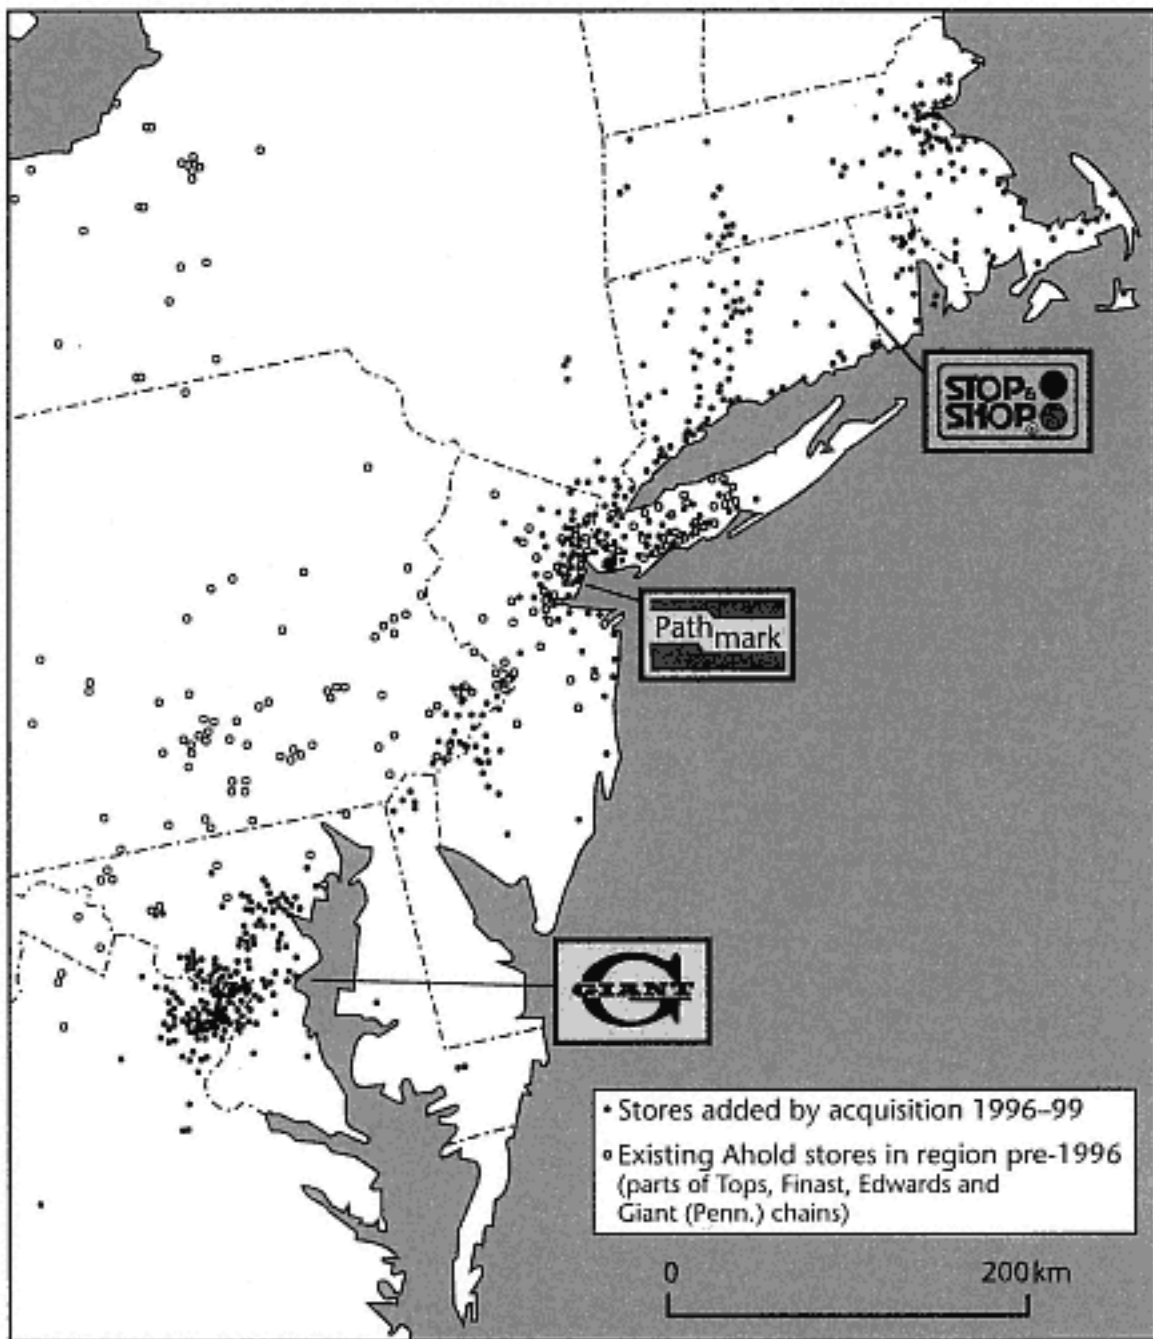 STOP &
SHOP
S
Path
mark
G
GIANT
• Stores added by acquisition 1996–99
Existing Ahold stores in region pre-1996
(parts of Tops, Finast, Edwards and
Giant (Penn.) chains)
0 200 km